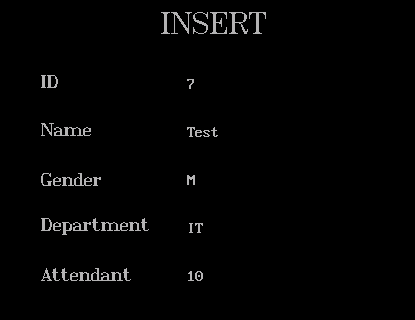 INSERT
ID 7
Name Test
Gender M
Department IT
Attendant 10